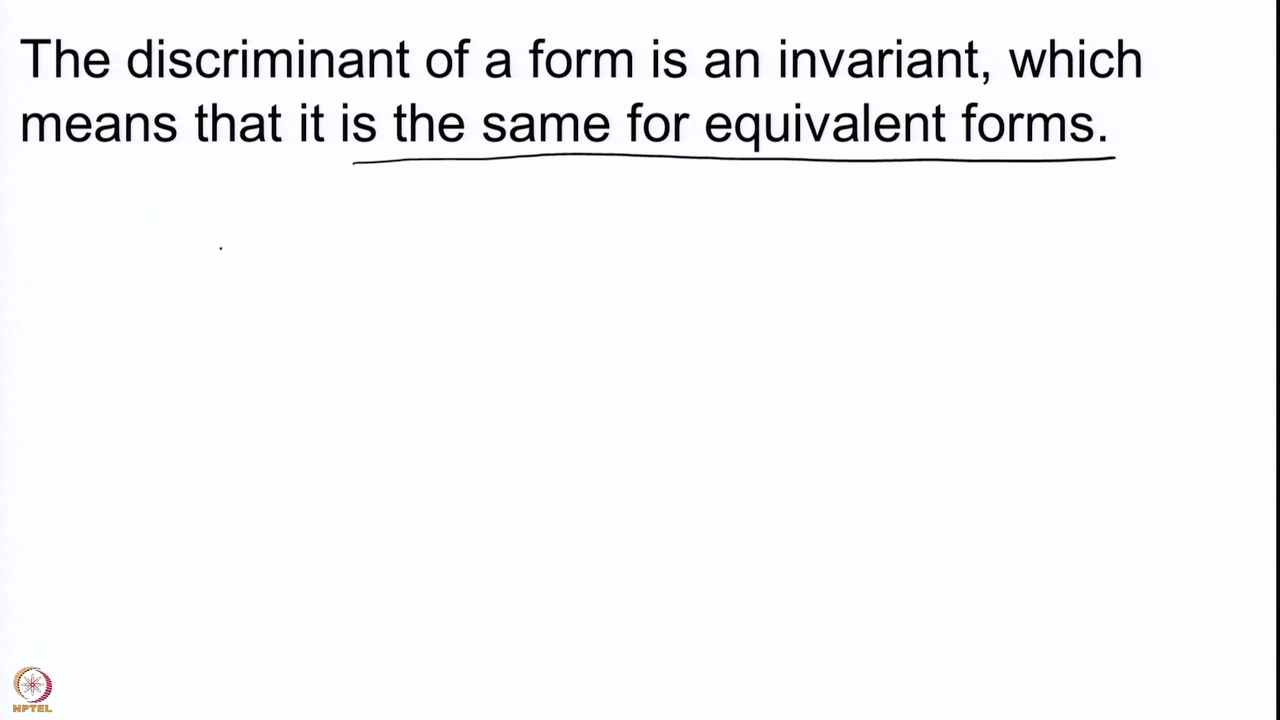 The discriminant of a form is an invariant, which
means that it is the same for equivalent forms.
NPTEL